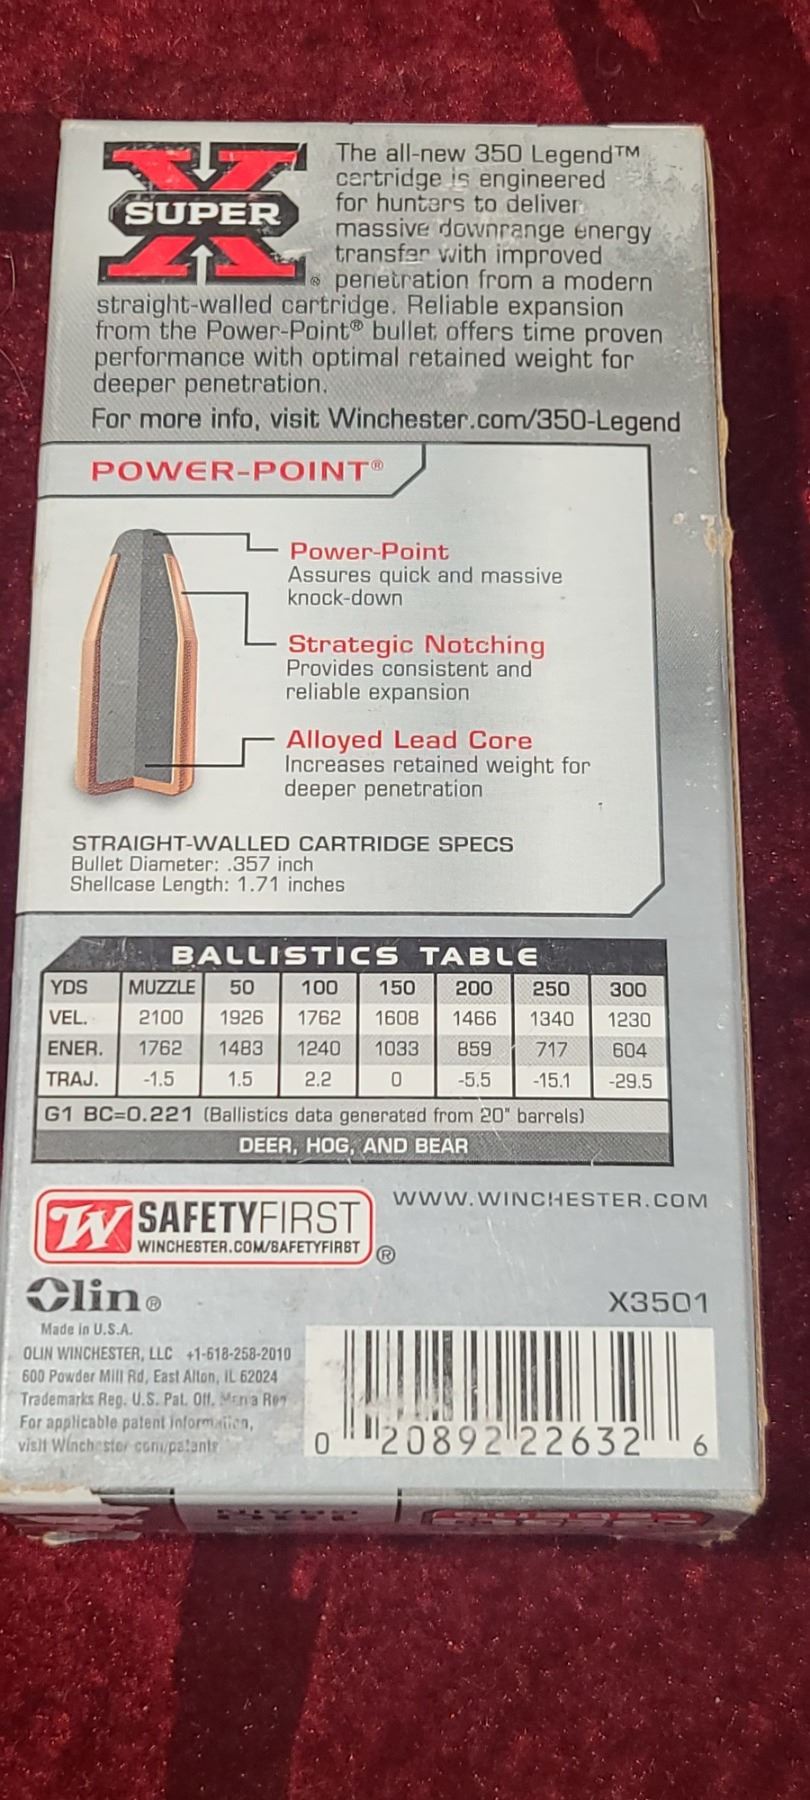 X
SUPER
®
The all-new 350 Legend™
cartridge is engineered
for hunters to deliver
massive downrange energy
transfer with improved
penetration from a modern
straight-walled cartridge. Reliable expansion
from the Power-Point® bullet offers time proven
performance with optimal retained weight for
deeper penetration.
For more info, visit Winchester.com/350-Legend
POWER-POINT®
Power-Point
Assures quick and massive
knock-down
Strategic Notching
Provides consistent and
reliable expansion
Alloyed Lead Core
Increases retained weight for
deeper penetration
STRAIGHT-WALLED CARTRIDGE SPECS
Bullet Diameter: .357 inch
Shellcase Length: 1.71 inches
BALLISTICS TABLE
YDS MUZZLE 50 100 150 200 250 300
VEL. 2100 1926 1762 1608 1466 1340 1230
ENER. 1762 1483 1240 1033 859 717 604
TRAJ. -1.5 1.5 2.2 0 -5.5 -15.1 -29.5
G1 BC=0.221 (Ballistics data generated from 20" barrels)
DEER, HOG, AND BEAR
W SAFETYFIRST
WINCHESTER.COM/SAFETYFIRST ®
WWW.WINCHESTER.COM
Olin®
X3501
Made in U.S.A.
OLIN WINCHESTER, LLC +1-618-258-2010
600 Powder Mill Rd, East Alton, IL 62024
Trademarks Reg. U.S. Pat. Off.
For applicable patent information,
visit Winchester.com/patents
0 20892 22632 6